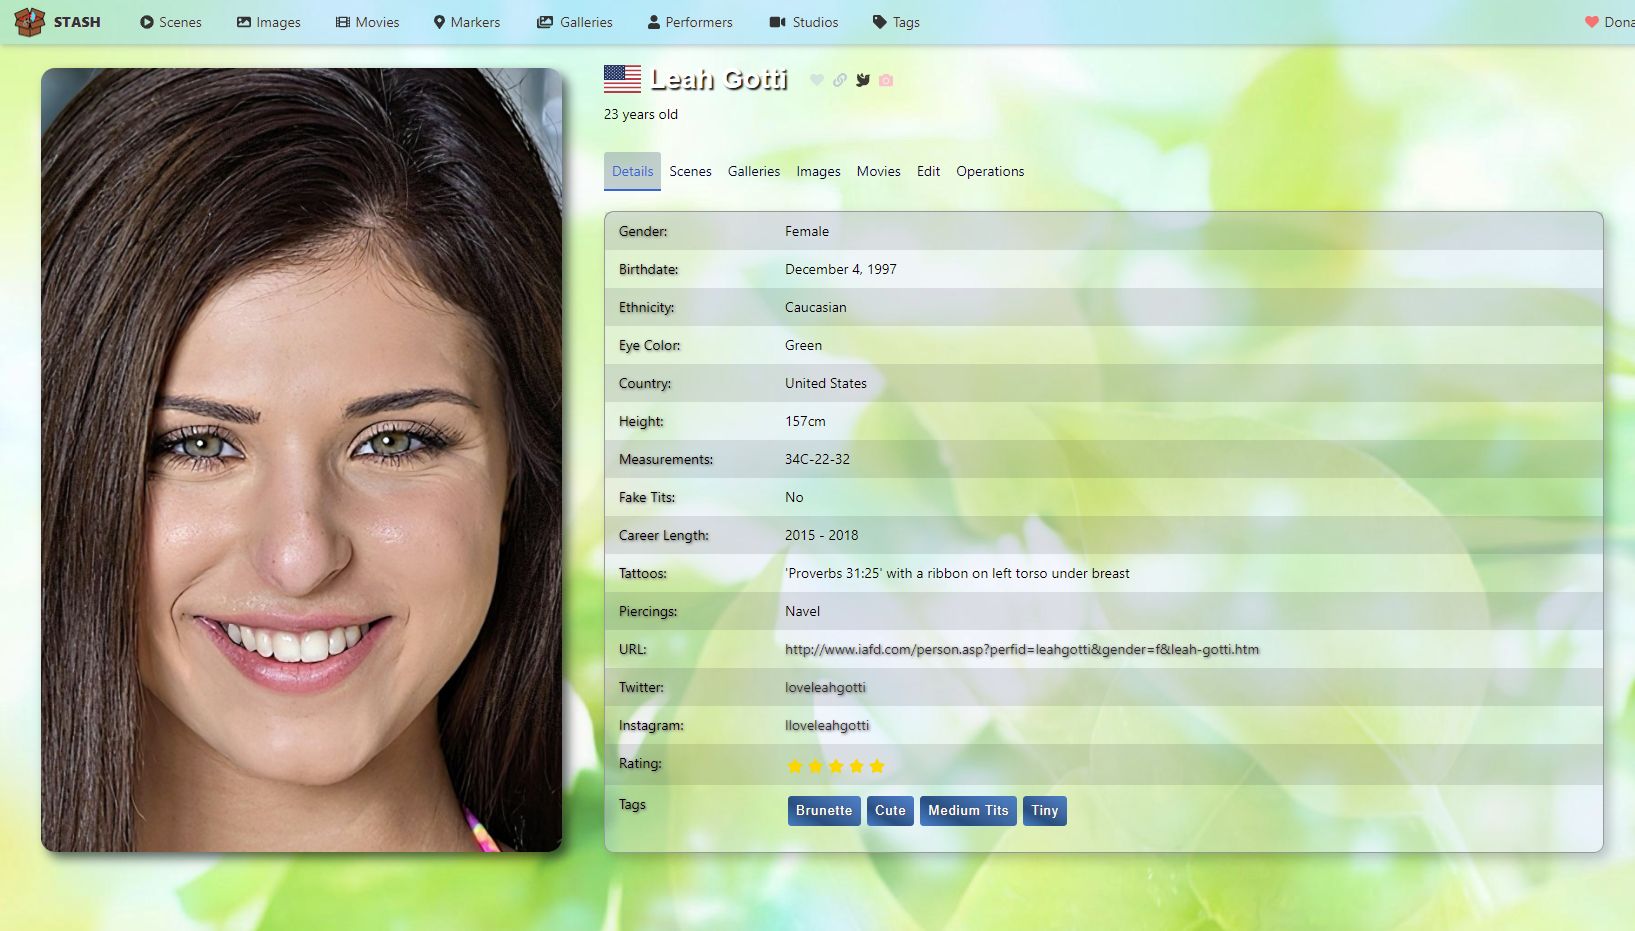 STASH Scenes Images Movies Markers Galleries Performers Studios Tags Dona
Leah Gotti
23 years old
Details Scenes Galleries Images Movies Edit Operations
Gender: Female
Birthdate: December 4, 1997
Ethnicity: Caucasian
Eye Color: Green
Country: United States
Height: 157cm
Measurements: 34C-22-32
Fake Tits: No
Career Length: 2015 - 2018
Tattoos: 'Proverbs 31:25' with a ribbon on left torso under breast
Piercings: Navel
URL: http://www.iafd.com/person.asp?perfid=leahgotti&gender=f&leah-gotti.htm
Twitter: loveleahgotti
Instagram: lloveleahgotti
Rating:
Tags Brunette Cute Medium Tits Tiny